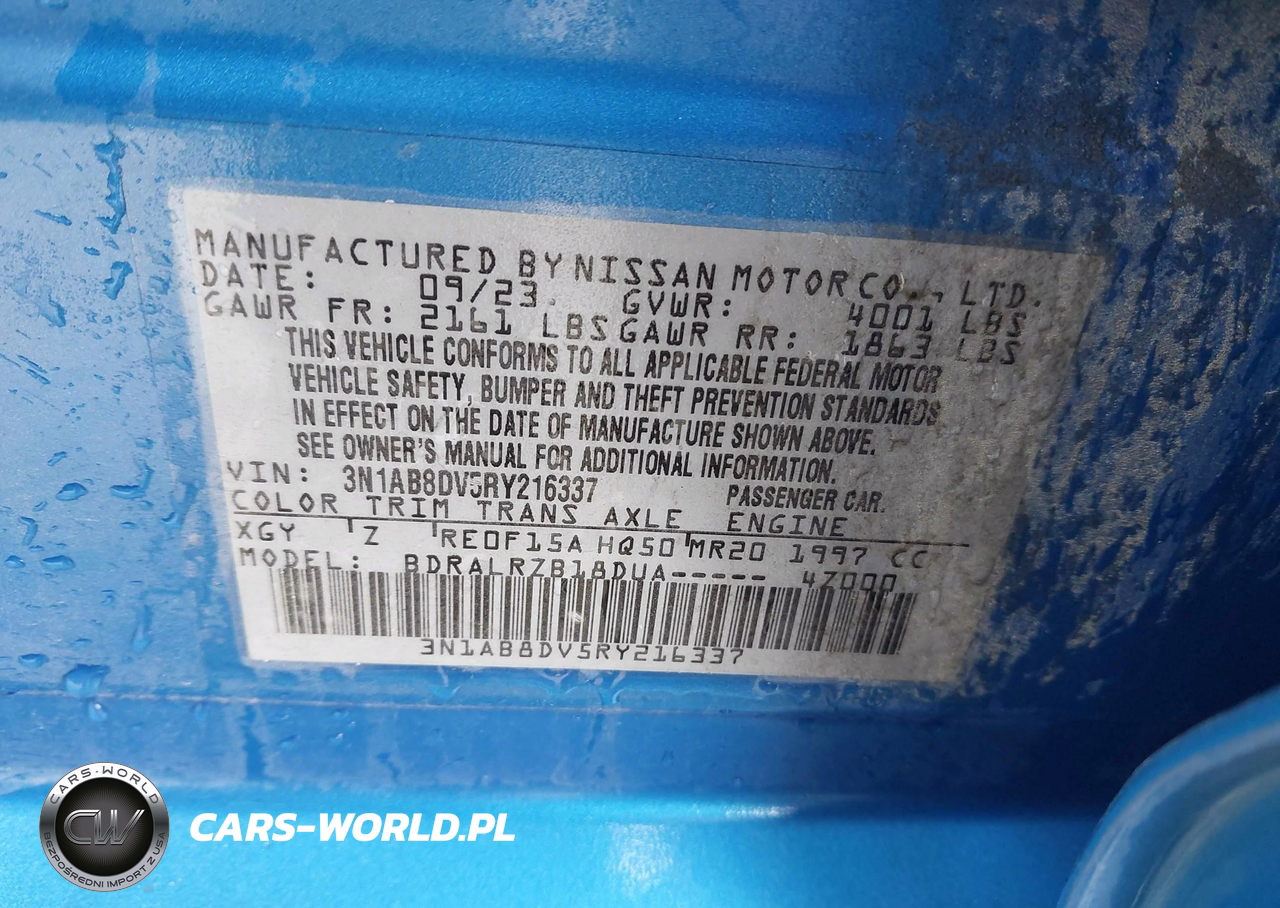 MANUFACTURED BY NISSAN MOTOR CO., LTD.
DATE: 09/23 GVWR: 4001 LBS
GAWR FR: 2161 LBS GAWR RR: 1863 LBS
THIS VEHICLE CONFORMS TO ALL APPLICABLE FEDERAL MOTOR
VEHICLE SAFETY, BUMPER AND THEFT PREVENTION STANDARDS
IN EFFECT ON THE DATE OF MANUFACTURE SHOWN ABOVE.
SEE OWNER'S MANUAL FOR ADDITIONAL INFORMATION.
VIN: 3N1AB8DV5RY216337 PASSENGER CAR.
COLOR TRIM TRANS AXLE ENGINE
XGY Z RE0F15A HQ50 MR20 1997 CC
MODEL: BDRALRZB18DUA----- 4Z000
3N1AB8DV5RY216337
CARS-WORLD
CW
BEZPOŚREDNI IMPORT Z USA
CARS-WORLD.PL